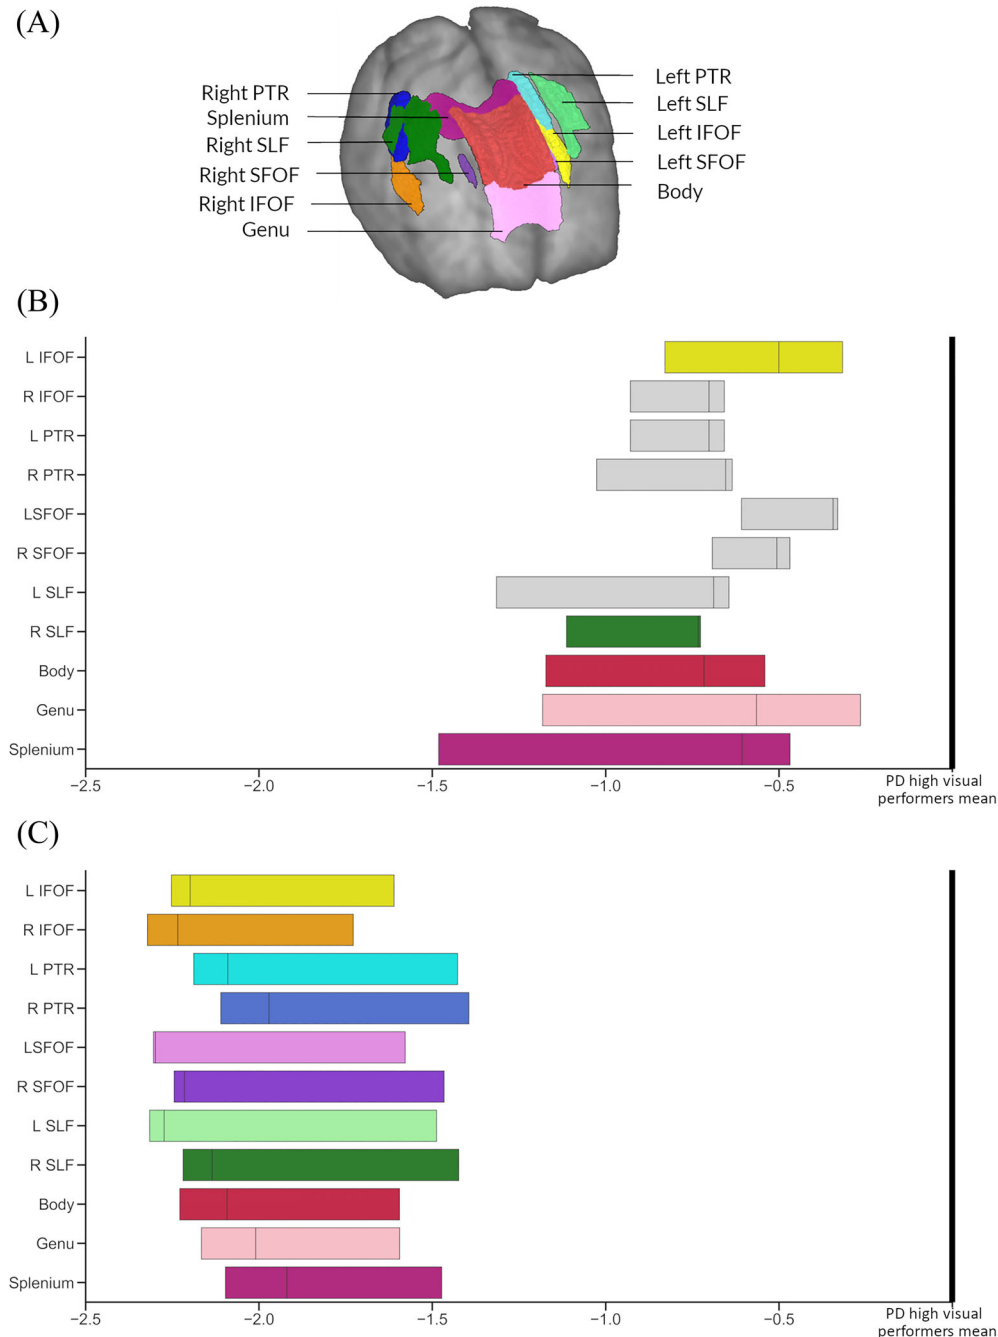 (A)
Right PTR
Splenium
Right SLF
Right SFOF
Right IFOF
Genu
Left PTR
Left SLF
Left IFOF
Left SFOF
Body
(B)
L IFOF
R IFOF
L PTR
R PTR
LSFOF
R SFOF
L SLF
R SLF
Body
Genu
Splenium
−2.5 −2.0 −1.5 −1.0 −0.5
PD high visual
performers mean
(C)
L IFOF
R IFOF
L PTR
R PTR
LSFOF
R SFOF
L SLF
R SLF
Body
Genu
Splenium
−2.5 −2.0 −1.5 −1.0 −0.5
PD high visual
performers mean